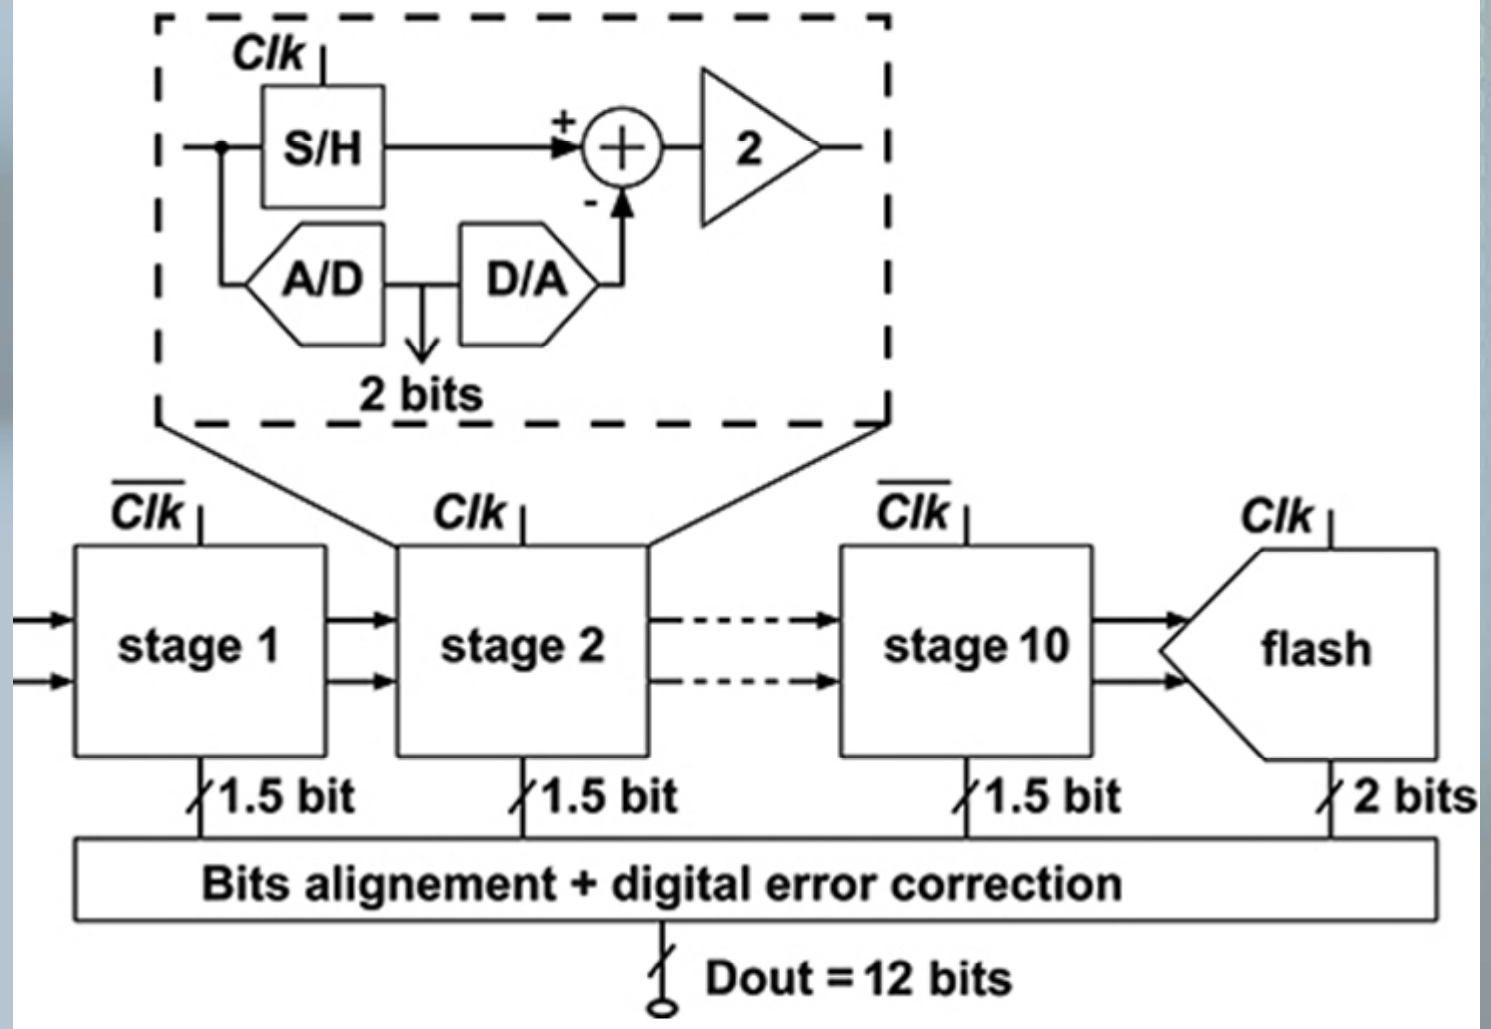 Clk
S/H
+
+
-
2
A/D
D/A
2 bits
Clk
Clk
Clk
Clk
stage 1
stage 2
stage 10
flash
1.5 bit
1.5 bit
1.5 bit
2 bits
Bits alignement + digital error correction
Dout = 12 bits